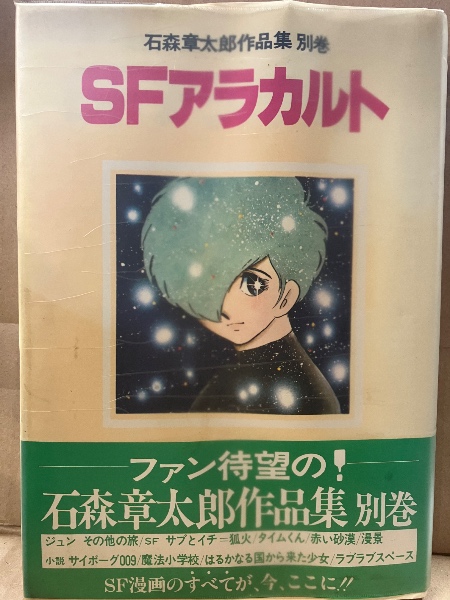 石森章太郎作品集 別巻
SFアラカルト
ファン待望の!
石森章太郎作品集 別巻
ジュン その他の旅/SF サブとイチ=狐火/タイムくん/赤い砂漠/漫景
小説 サイボーグ009/魔法小学校/はるかなる国から来た少女/ラブラブスペース
SF漫画のすべてが、今、ここに!!